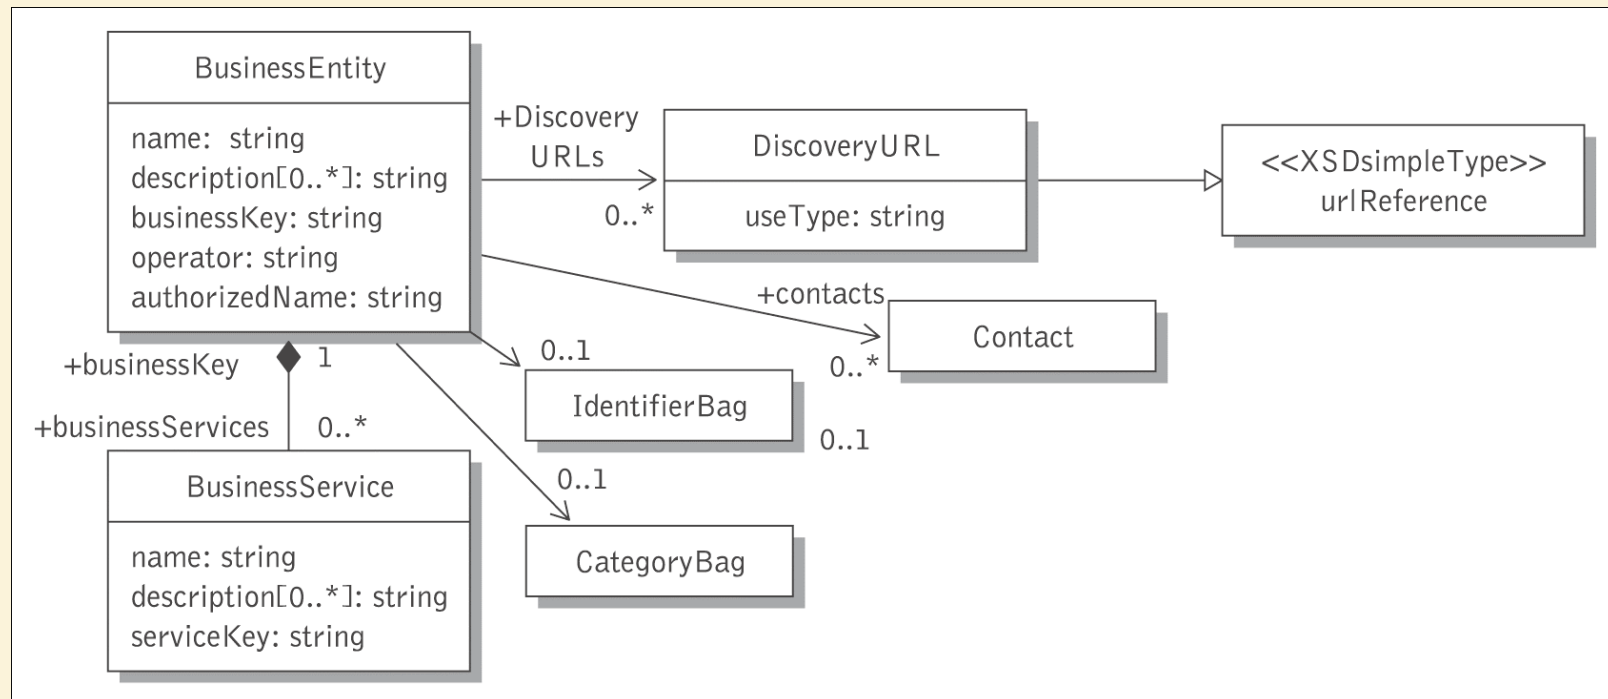 BusinessEntity
name: string
description[0..*]: string
businessKey: string
operator: string
authorizedName: string
+Discovery
URLs
0..*
DiscoveryURL
useType: string
<<XSDsimpleType>>
urlReference
+contacts
0..*
Contact
+businessKey
1
0..1
IdentifierBag
0..1
+businessServices
0..*
0..1
CategoryBag
BusinessService
name: string
description[0..*]: string
serviceKey: string